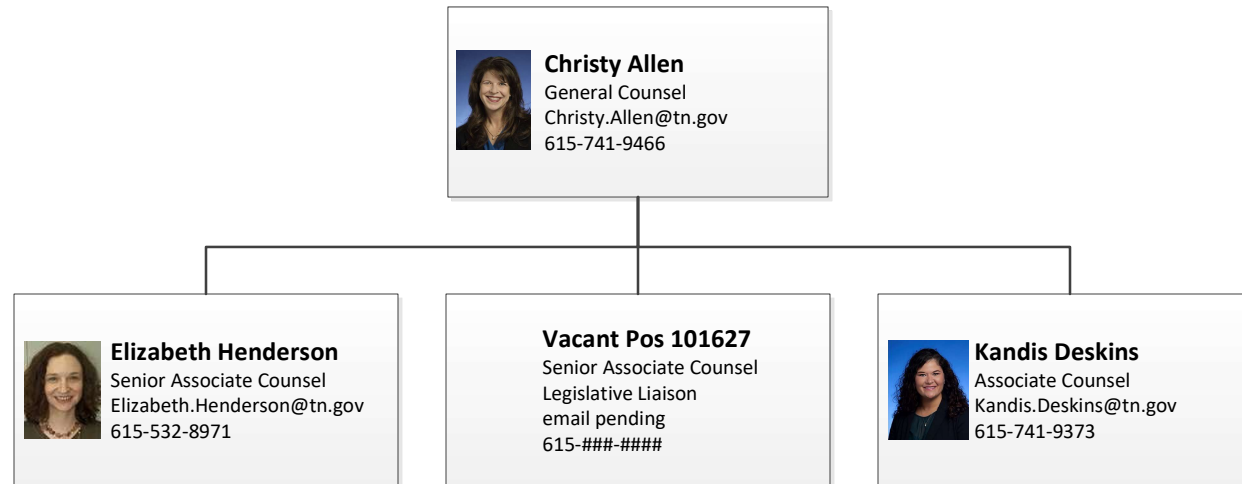 Christy Allen
General Counsel
Christy.Allen@tn.gov
615-741-9466
Elizabeth Henderson
Senior Associate Counsel
Elizabeth.Henderson@tn.gov
615-532-8971
Vacant Pos 101627
Senior Associate Counsel
Legislative Liaison
email pending
615-###-####
Kandis Deskins
Associate Counsel
Kandis.Deskins@tn.gov
615-741-9373